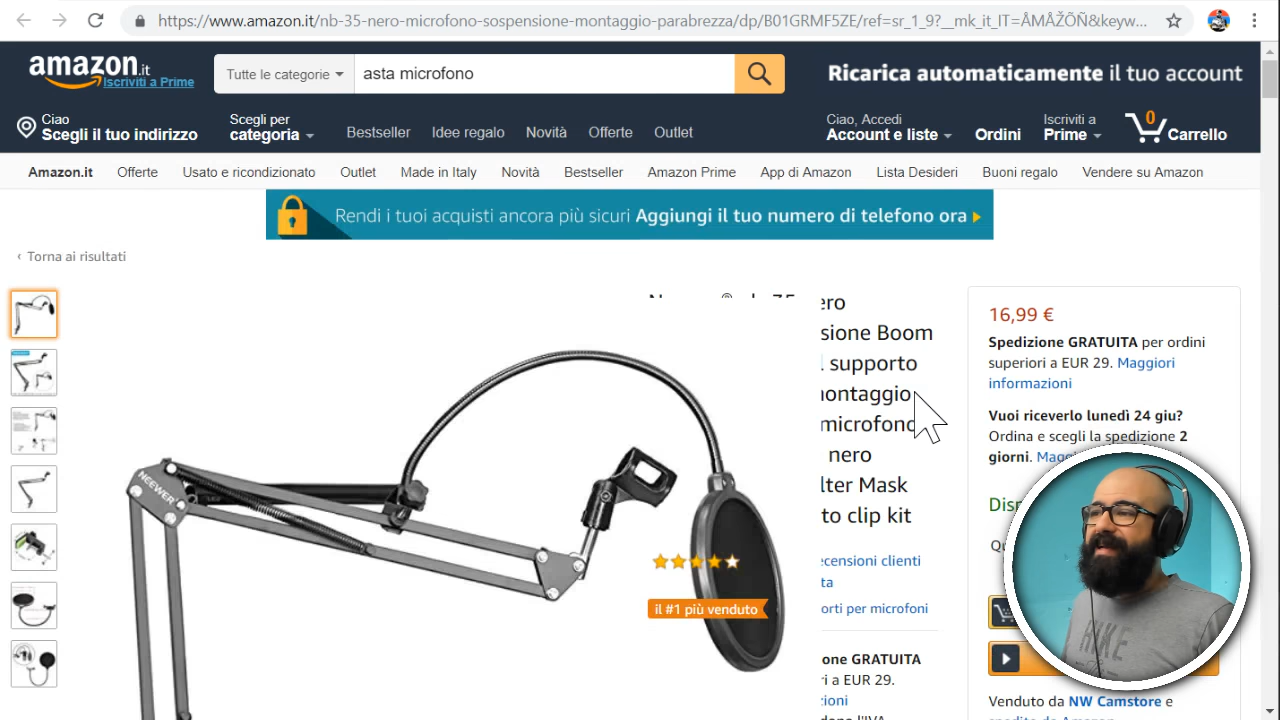 https://www.amazon.it/nb-35-nero-microfono-sospensione-montaggio-parabrezza/dp/B01GRMF5ZE/ref=sr_1_9?__mk_it_IT=ÅMÅŽÕÑ&keyw...
amazon.it
Iscriviti a Prime
Tutte le categorie
asta microfono
Ricarica automaticamente il tuo account
Ciao
Scegli il tuo indirizzo
Scegli per
categoria
Bestseller
Idee regalo
Novità
Offerte
Outlet
Ciao, Accedi
Account e liste
Ordini
Iscriviti a
Prime
0
Carrello
Amazon.it
Offerte
Usato e ricondizionato
Outlet
Made in Italy
Novità
Bestseller
Amazon Prime
App di Amazon
Lista Desideri
Buoni regalo
Vendere su Amazon
Rendi i tuoi acquisti ancora più sicuri Aggiungi il tuo numero di telefono ora
‹ Torna ai risultati
NEEWER
ero
sione Boom
l supporto
nontaggio
microfono
nero
lter Mask
to clip kit
ecensioni clienti
ta
il #1 più venduto
orti per microfoni
one GRATUITA
ri a EUR 29.
zioni
16,99 €
Spedizione GRATUITA per ordini
superiori a EUR 29. Maggiori
informazioni
Vuoi riceverlo lunedì 24 giu?
Ordina e scegli la spedizione 2
giorni.
Venduto da NW Camstore e